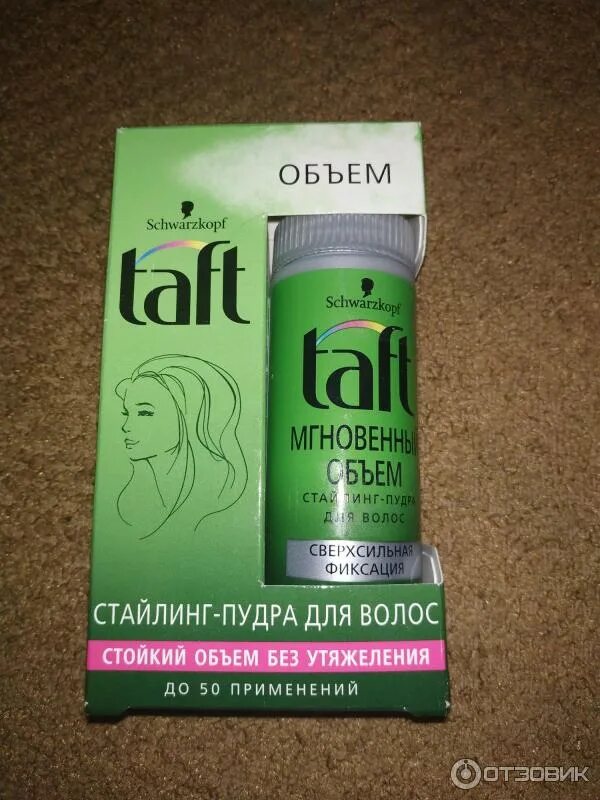 ОБЪЕМ
Schwarzkopf
taft
Schwarzkopf
taft
МГНОВЕННЫЙ
ОБЪЕМ
СТАЙЛИНГ-ПУДРА
ДЛЯ ВОЛОС
СВЕРХСИЛЬНАЯ
ФИКСАЦИЯ
СТАЙЛИНГ-ПУДРА ДЛЯ ВОЛОС
СТОЙКИЙ ОБЪЕМ БЕЗ УТЯЖЕЛЕНИЯ
ДО 50 ПРИМЕНЕНИЙ
ОТЗОВИК